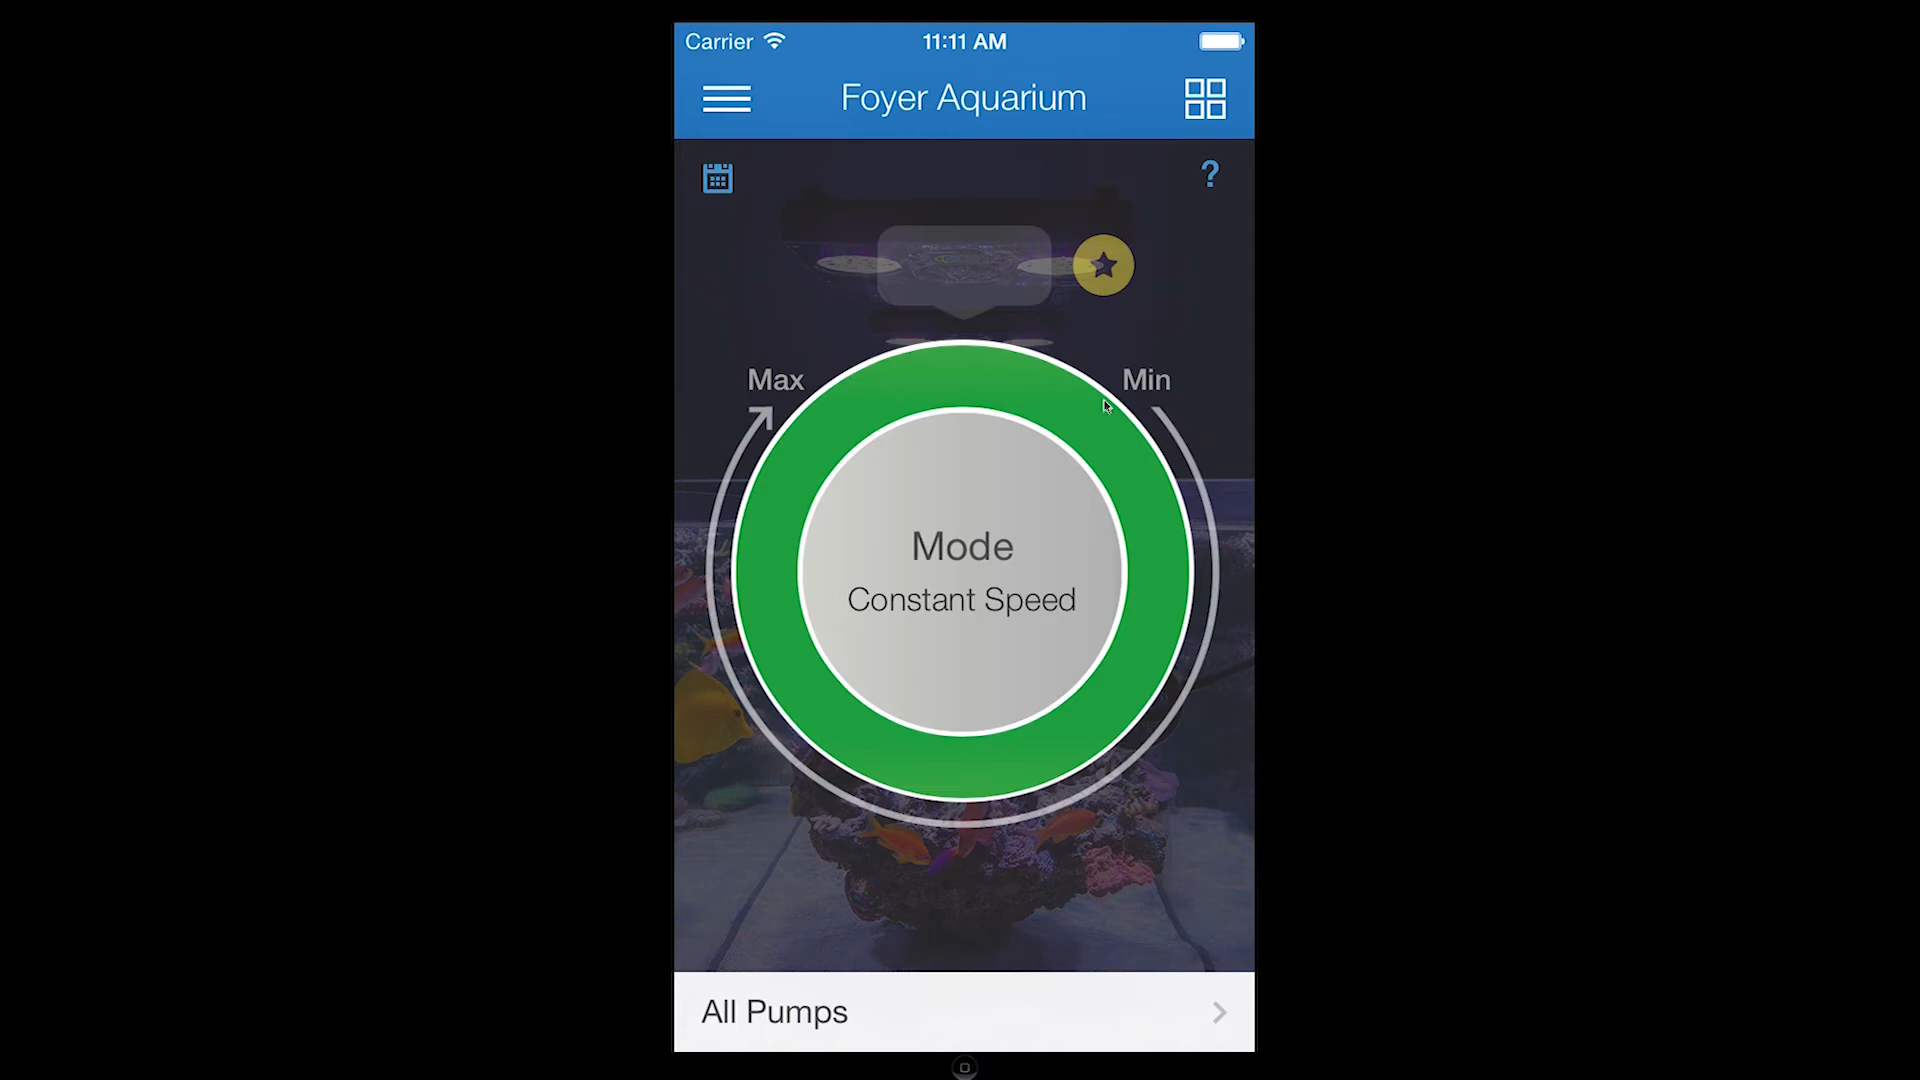 Carrier
11:11 AM
Foyer Aquarium
?
Max
Min
Mode
Constant Speed
All Pumps